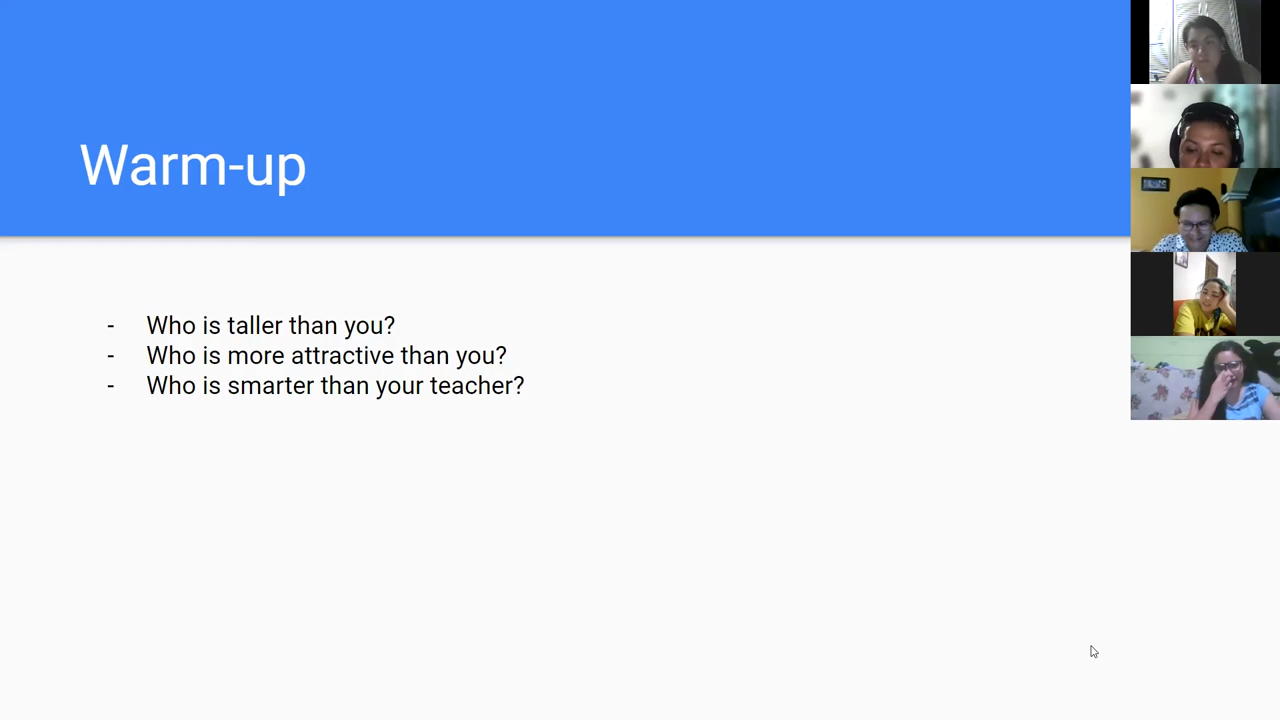 Warm-up
- Who is taller than you?
- Who is more attractive than you?
- Who is smarter than your teacher?